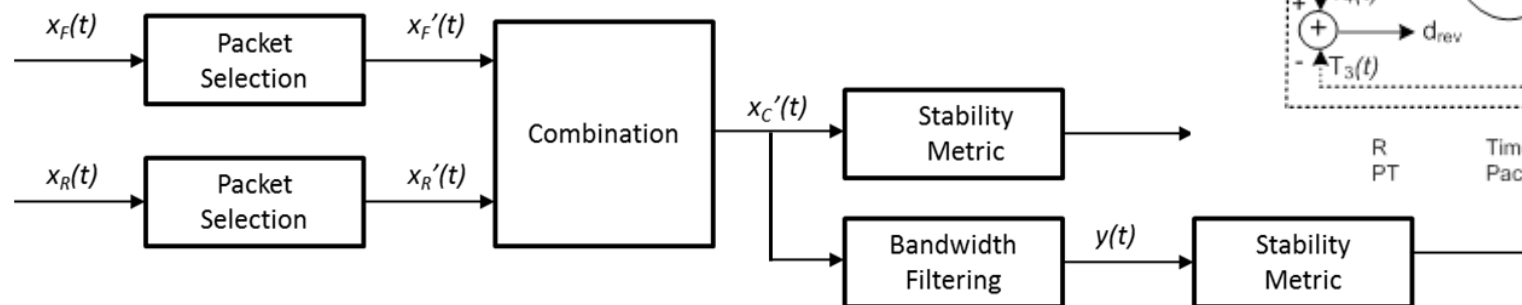 x_F(t)
Packet
Selection
x_F'(t)
x_R(t)
Packet
Selection
x_R'(t)
Combination
x_C'(t)
Stability
Metric
Bandwidth
Filtering
y(t)
Stability
Metric
+
+
d_rev
-
T_3(t)
R
PT